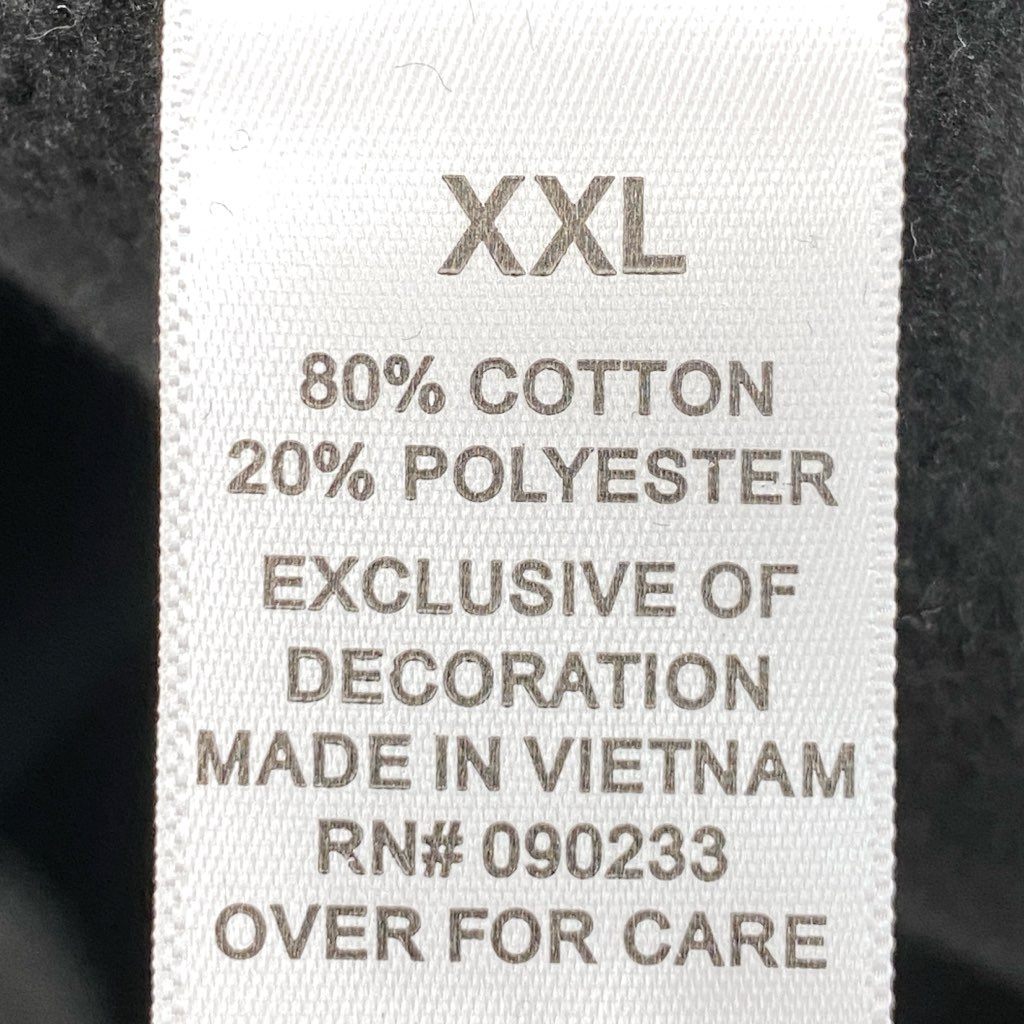 XXL
80% COTTON
20% POLYESTER
EXCLUSIVE OF
DECORATION
MADE IN VIETNAM
RN# 090233
OVER FOR CARE